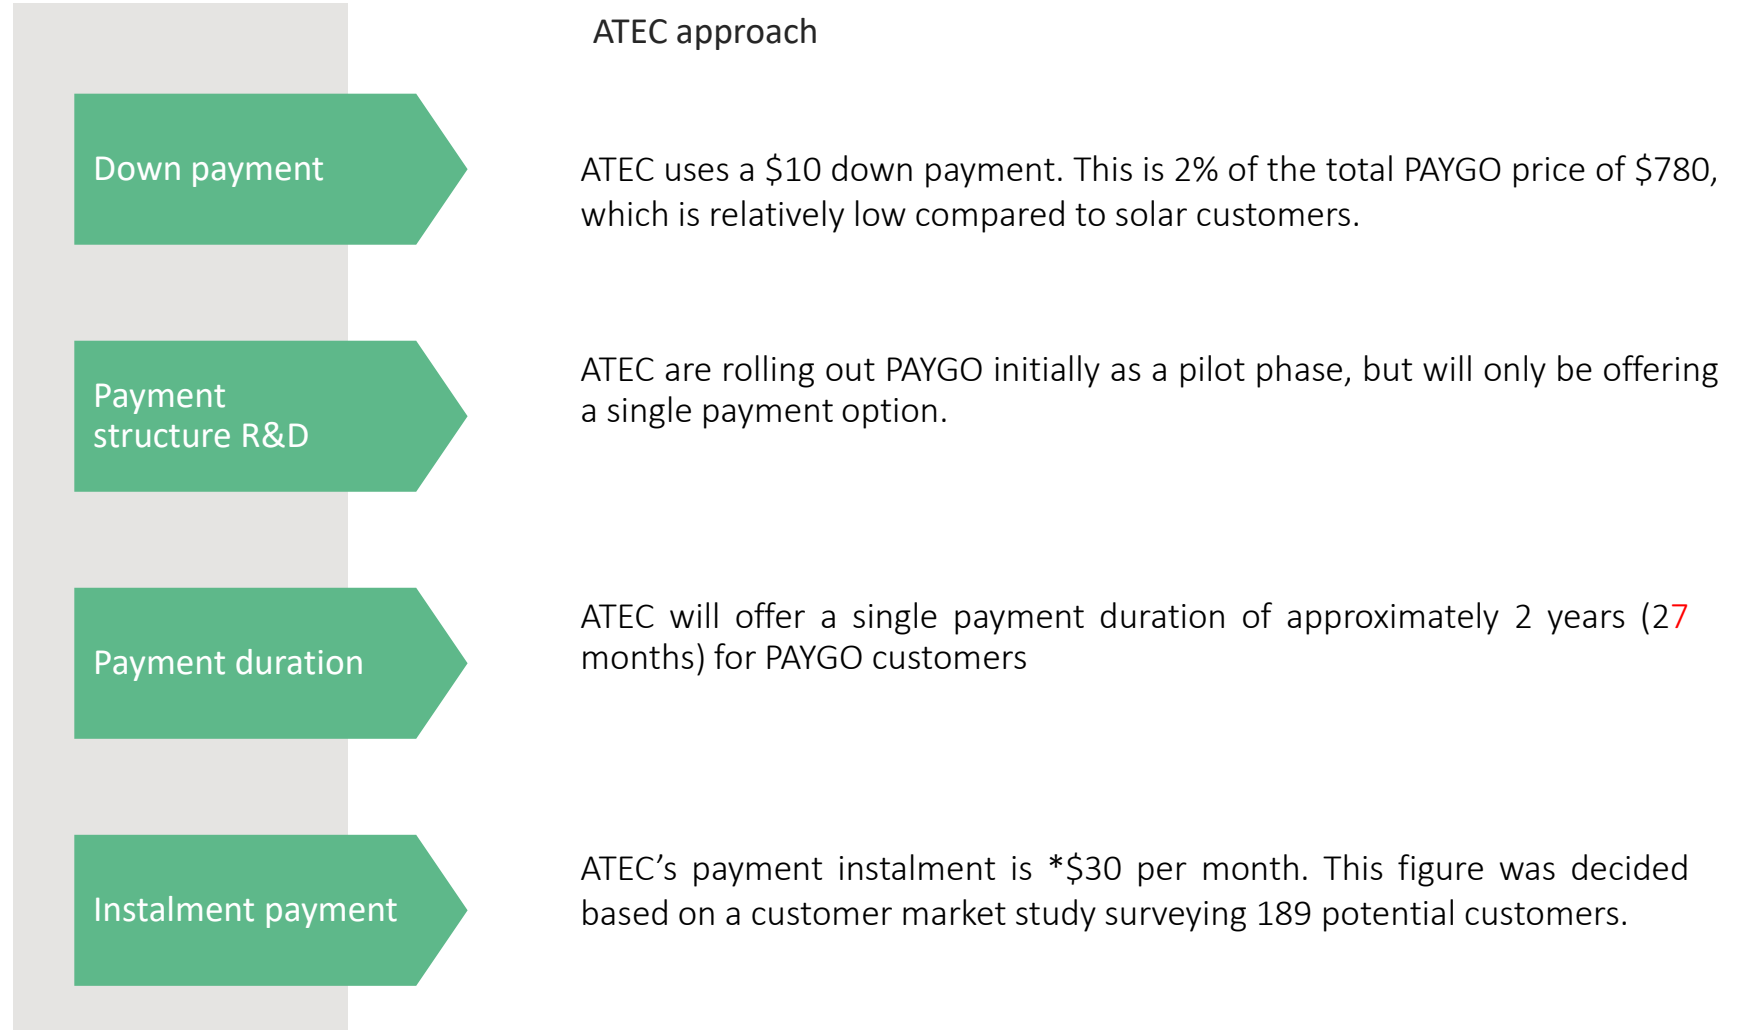 ATEC approach
Down payment
ATEC uses a $10 down payment. This is 2% of the total PAYGO price of $780,
which is relatively low compared to solar customers.
Payment
structure R&D
ATEC are rolling out PAYGO initially as a pilot phase, but will only be offering
a single payment option.
Payment duration
ATEC will offer a single payment duration of approximately 2 years (27
months) for PAYGO customers
Instalment payment
ATEC’s payment instalment is *$30 per month. This figure was decided
based on a customer market study surveying 189 potential customers.